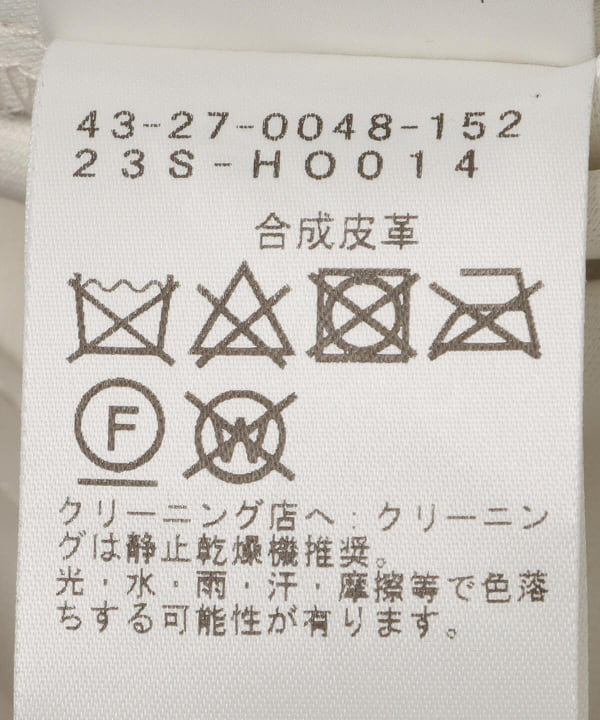 43-27-0048-152
23S-H0014
合成皮革
F
W
クリーニング店へ:クリーニン
グは静止乾燥機推奨。
光・水・雨・汗・摩擦等で色落
ちする可能性が有ります。